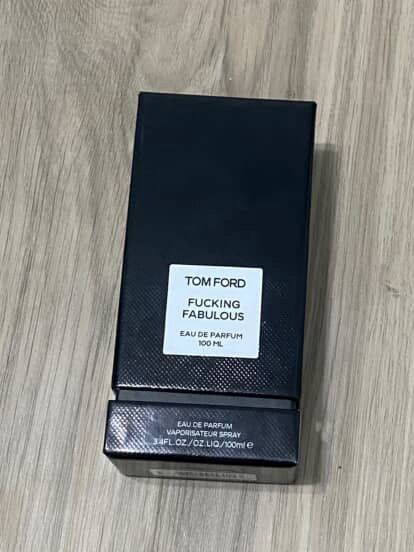 TOM FORD
FUCKING
FABULOUS
EAU DE PARFUM
100 ML
EAU DE PARFUM
VAPORISATEUR SPRAY
3.4FL.OZ./OZ.LIQ./100ml ℮